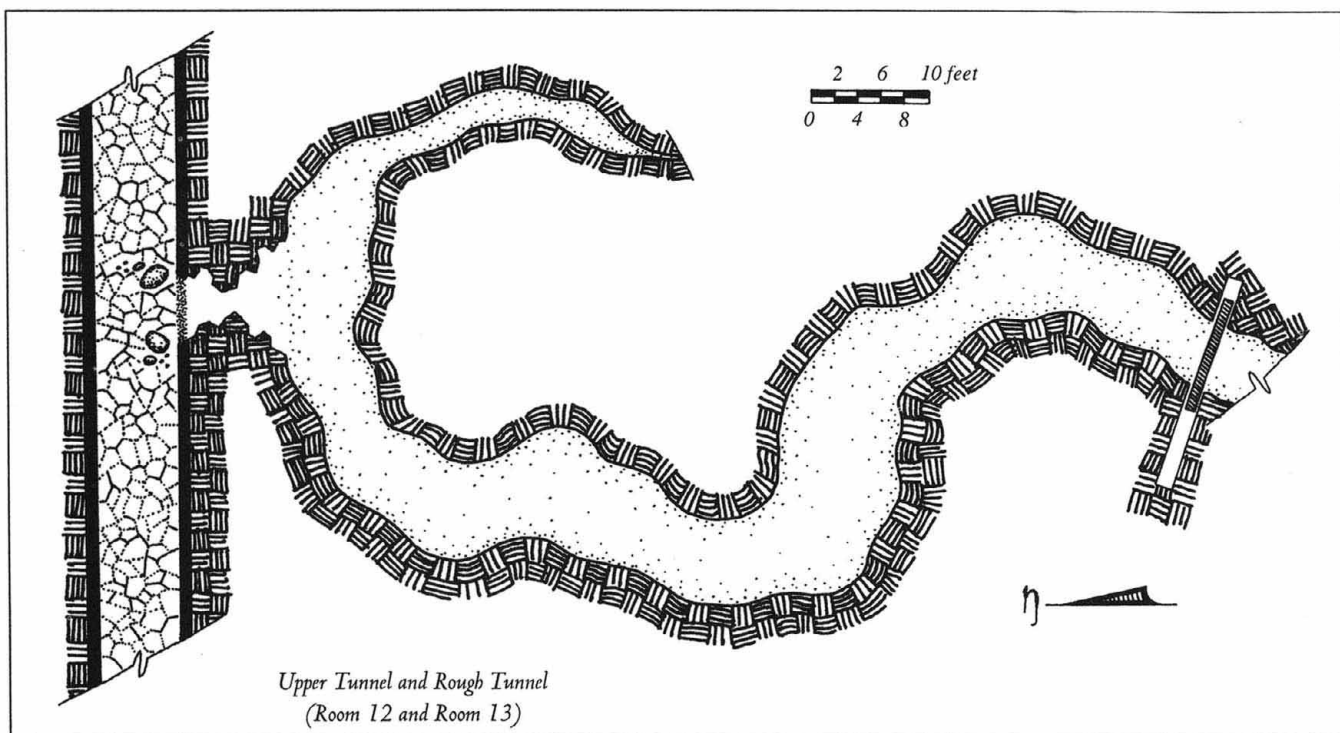 2 6 10 feet
0 4 8
n
Upper Tunnel and Rough Tunnel
(Room 12 and Room 13)